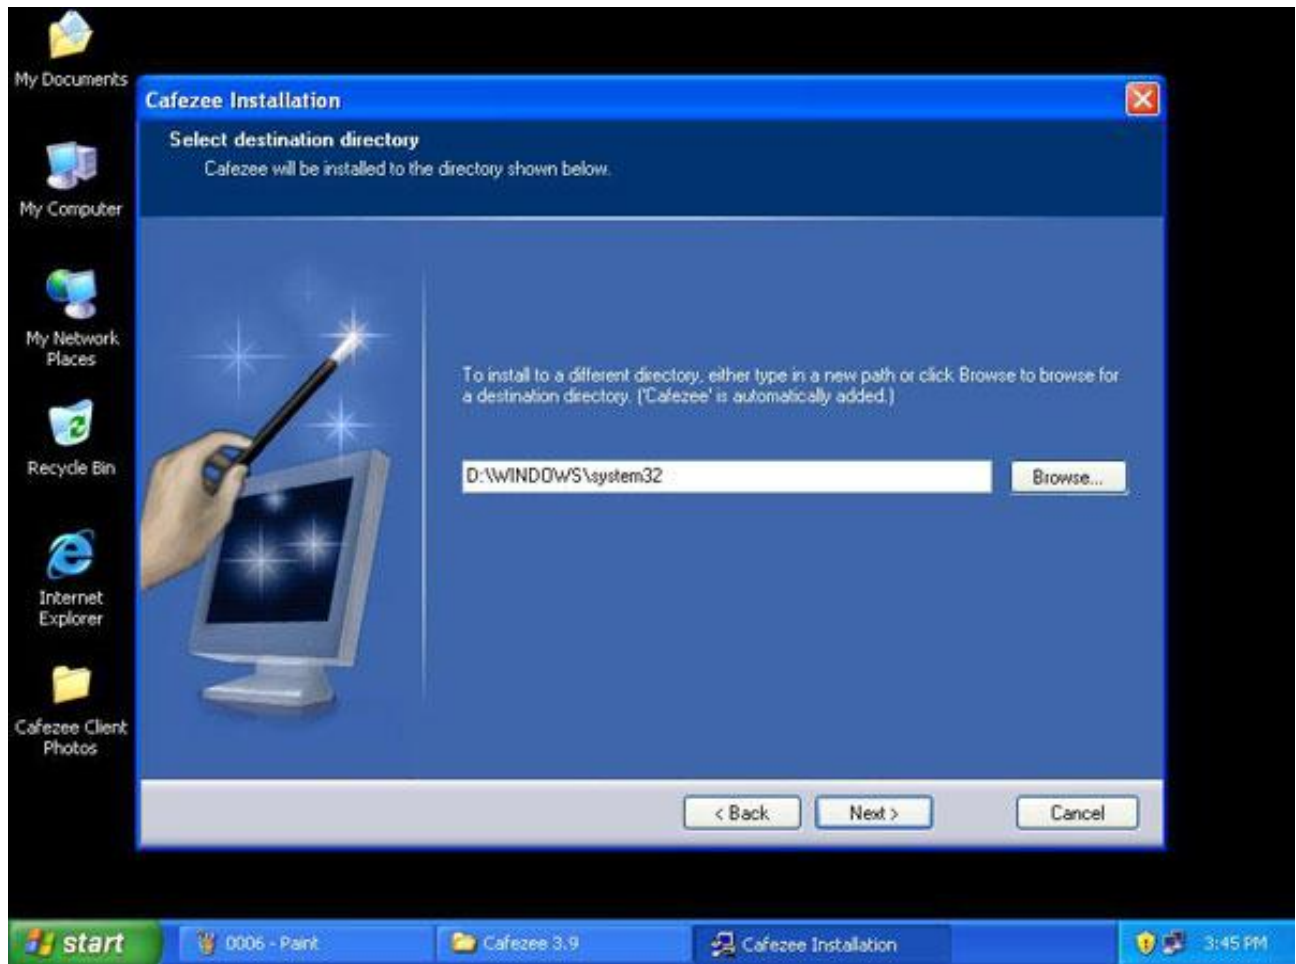 My Documents
My Computer
My Network
Places
Recycle Bin
Internet
Explorer
Cafezee Client
Photos
Cafezee Installation
Select destination directory
Cafezee will be installed to the directory shown below.
To install to a different directory, either type in a new path or click Browse to browse for
a destination directory. ('Cafezee' is automatically added.)
D:\WINDOWS\system32
Browse...
< Back
Next >
Cancel
start
0006 - Paint
Cafezee 3.9
Cafezee Installation
3:45 PM